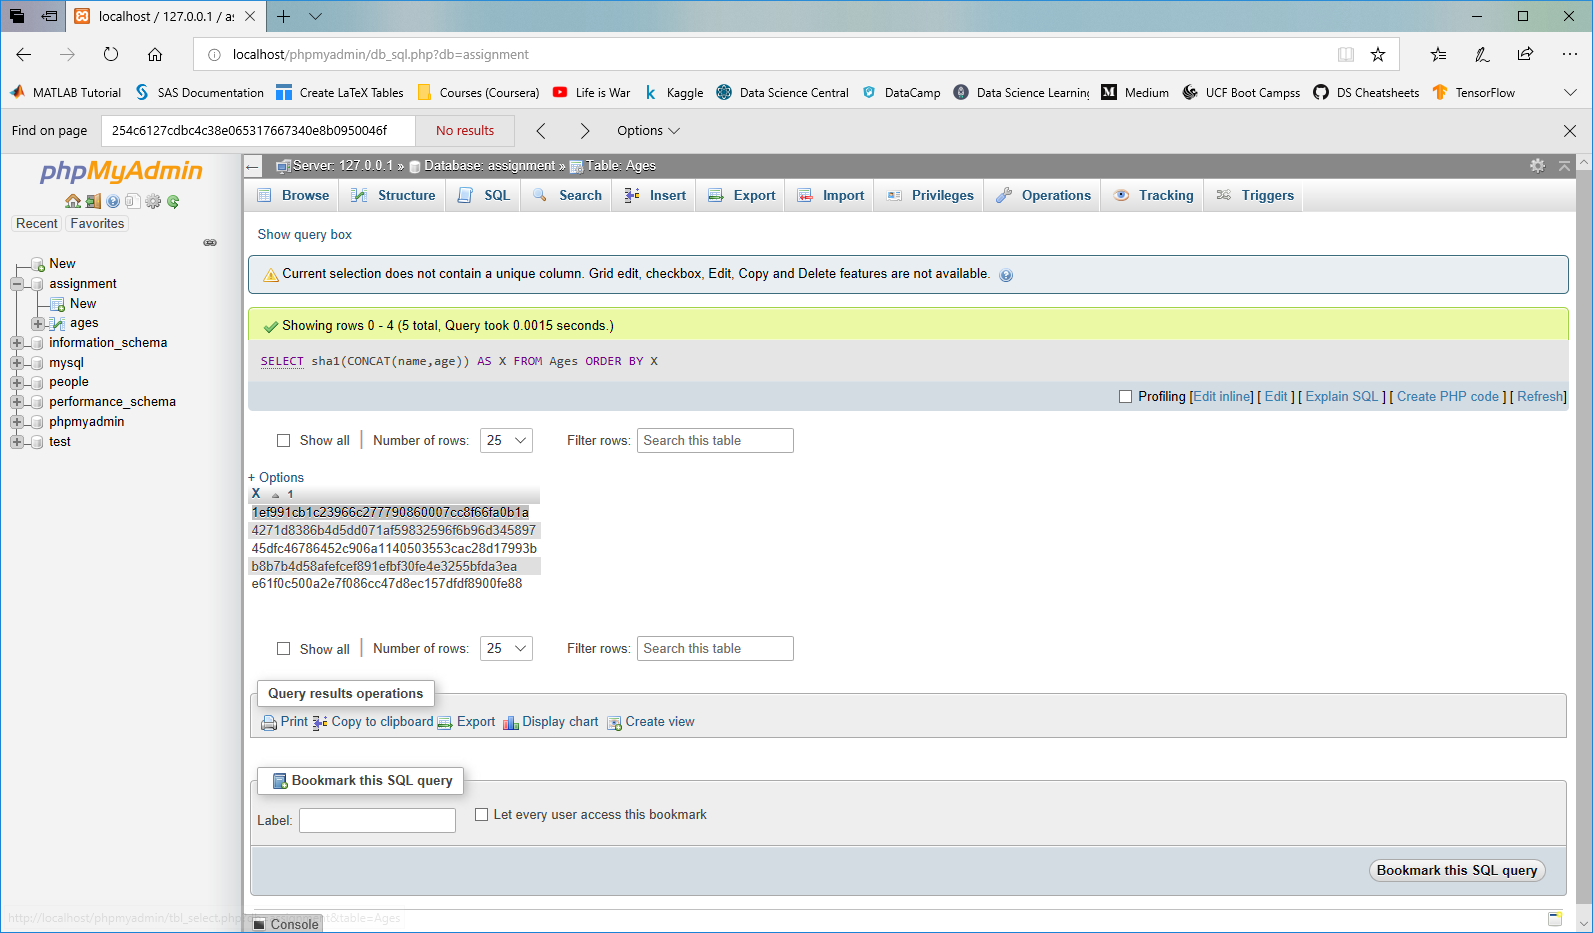 localhost / 127.0.0.1 / as
localhost/phpmyadmin/db_sql.php?db=assignment
MATLAB Tutorial SAS Documentation Create LaTeX Tables Courses (Coursera) Life is War Kaggle Data Science Central DataCamp Data Science Learning Medium UCF Boot Campss DS Cheatsheets TensorFlow
Find on page 254c6127cdbc4c38e065317667340e8b0950046f No results Options
phpMyAdmin
Recent Favorites
New
assignment
New
ages
information_schema
mysql
people
performance_schema
phpmyadmin
test
Server: 127.0.0.1 » Database: assignment » Table: Ages
Browse Structure SQL Search Insert Export Import Privileges Operations Tracking Triggers
Show query box
Current selection does not contain a unique column. Grid edit, checkbox, Edit, Copy and Delete features are not available.
Showing rows 0 - 4 (5 total, Query took 0.0015 seconds.)
SELECT sha1(CONCAT(name,age)) AS X FROM Ages ORDER BY X
Profiling [Edit inline] [ Edit ] [ Explain SQL ] [ Create PHP code ] [ Refresh]
Show all | Number of rows: 25 Filter rows: Search this table
+ Options
X 1
1ef991cb1c23966c277790860007cc8f66fa0b1a
4271d8386b4d5dd071af59832596f6b96d345897
45dfc46786452c906a1140503553cac28d17993b
b8b7b4d58afefcef891efbf30fe4e3255bfda3ea
e61f0c500a2e7f086cc47d8ec157dfdf8900fe88
Show all | Number of rows: 25 Filter rows: Search this table
Query results operations
Print Copy to clipboard Export Display chart Create view
Bookmark this SQL query
Label: Let every user access this bookmark
Bookmark this SQL query
http://localhost/phpmyadmin/tbl_select.php &table=Ages
Console